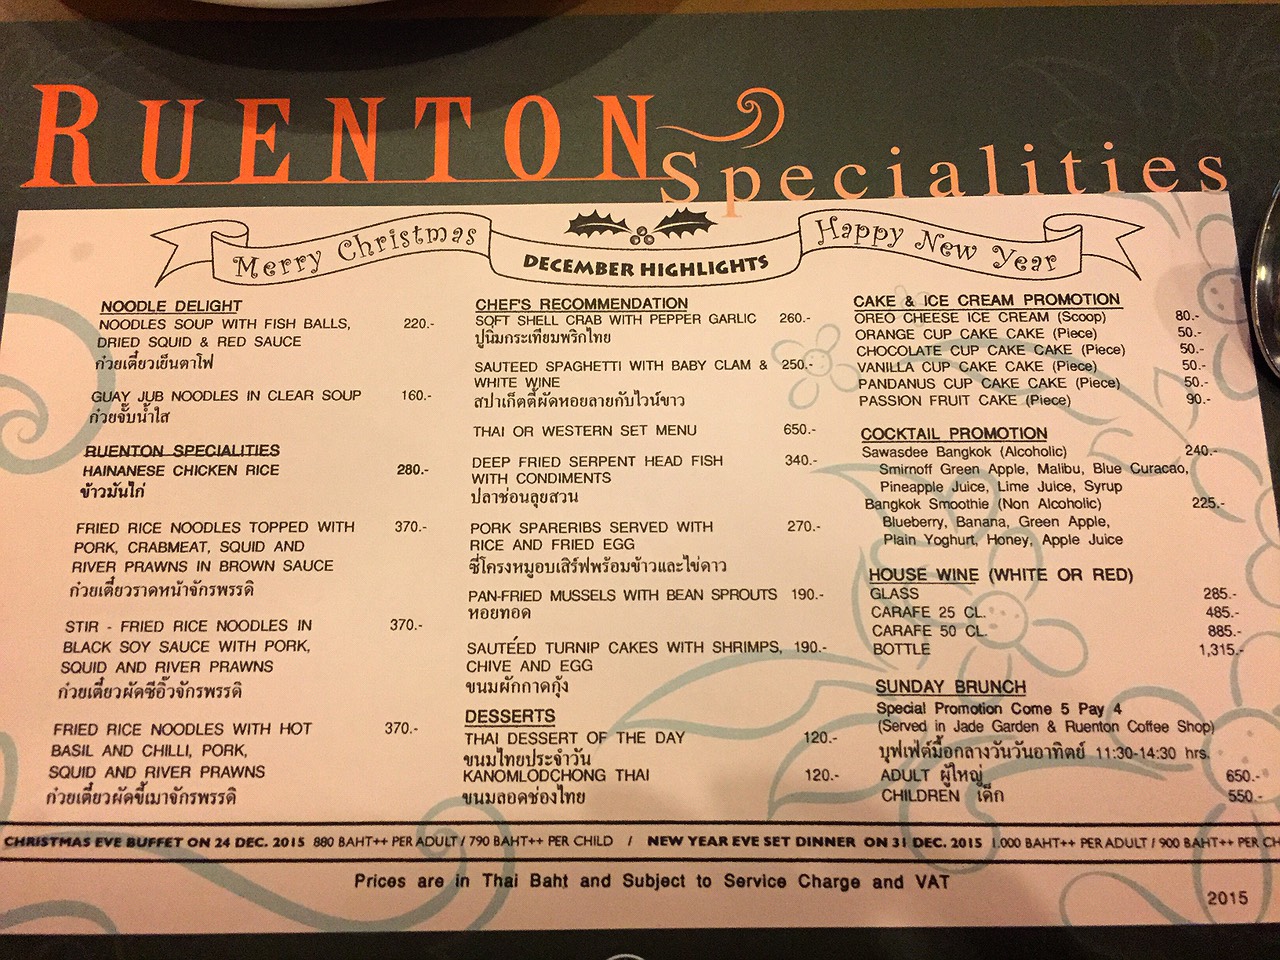 RUENTON
Specialities
Merry Christmas
DECEMBER HIGHLIGHTS
Happy New Year
NOODLE DELIGHT
NOODLES SOUP WITH FISH BALLS, 220.-
DRIED SQUID & RED SAUCE
ก๋วยเตี๋ยวเย็นตาโฟ
GUAY JUB NOODLES IN CLEAR SOUP 160.-
ก๋วยจั๊บน้ำใส
RUENTON SPECIALITIES
HAINANESE CHICKEN RICE 280.-
ข้าวมันไก่
FRIED RICE NOODLES TOPPED WITH 370.-
PORK, CRABMEAT, SQUID AND
RIVER PRAWNS IN BROWN SAUCE
ก๋วยเตี๋ยวราดหน้าจักรพรรดิ
STIR - FRIED RICE NOODLES IN 370.-
BLACK SOY SAUCE WITH PORK,
SQUID AND RIVER PRAWNS
ก๋วยเตี๋ยวผัดซีอิ๊วจักรพรรดิ
FRIED RICE NOODLES WITH HOT 370.-
BASIL AND CHILLI, PORK,
SQUID AND RIVER PRAWNS
ก๋วยเตี๋ยวผัดขี้เมาจักรพรรดิ
CHEF'S RECOMMENDATION
SOFT SHELL CRAB WITH PEPPER GARLIC 260.-
ปูนิ่มกระเทียมพริกไทย
SAUTEED SPAGHETTI WITH BABY CLAM & 250.-
WHITE WINE
สปาเก็ตตี้ผัดหอยลายกับไวน์ขาว
THAI OR WESTERN SET MENU 650.-
DEEP FRIED SERPENT HEAD FISH 340.-
WITH CONDIMENTS
ปลาช่อนลุยสวน
PORK SPARERIBS SERVED WITH 270.-
RICE AND FRIED EGG
ซี่โครงหมูอบเสิร์ฟพร้อมข้าวและไข่ดาว
PAN-FRIED MUSSELS WITH BEAN SPROUTS 190.-
หอยทอด
SAUTÉED TURNIP CAKES WITH SHRIMPS, 190.-
CHIVE AND EGG
ขนมผักกาดกุ้ง
DESSERTS
THAI DESSERT OF THE DAY 120.-
ขนมไทยประจำวัน
KANOMLODCHONG THAI 120.-
ขนมลอดช่องไทย
CAKE & ICE CREAM PROMOTION
OREO CHEESE ICE CREAM (Scoop) 80.-
ORANGE CUP CAKE CAKE (Piece) 50.-
CHOCOLATE CUP CAKE CAKE (Piece) 50.-
VANILLA CUP CAKE CAKE (Piece) 50.-
PANDANUS CUP CAKE CAKE (Piece) 50.-
PASSION FRUIT CAKE (Piece) 90.-
COCKTAIL PROMOTION
Sawasdee Bangkok (Alcoholic) 240.-
Smirnoff Green Apple, Malibu, Blue Curacao,
Pineapple Juice, Lime Juice, Syrup
Bangkok Smoothie (Non Alcoholic) 225.-
Blueberry, Banana, Green Apple,
Plain Yoghurt, Honey, Apple Juice
HOUSE WINE (WHITE OR RED)
GLASS 285.-
CARAFE 25 CL. 485.-
CARAFE 50 CL. 885.-
BOTTLE 1,315.-
SUNDAY BRUNCH
Special Promotion Come 5 Pay 4
(Served in Jade Garden & Ruenton Coffee Shop)
บุฟเฟ่ต์มื้อกลางวันวันอาทิตย์ 11:30-14:30 hrs.
ADULT ผู้ใหญ่ 650.-
CHILDREN เด็ก 550.-
CHRISTMAS EVE BUFFET ON 24 DEC. 2015 880 BAHT++ PER ADULT / 790 BAHT++ PER CHILD / NEW YEAR EVE SET DINNER ON 31 DEC. 2015 1.000 BAHT++ PER ADULT / 900 BAHT++ PER CH
Prices are in Thai Baht and Subject to Service Charge and VAT
2015